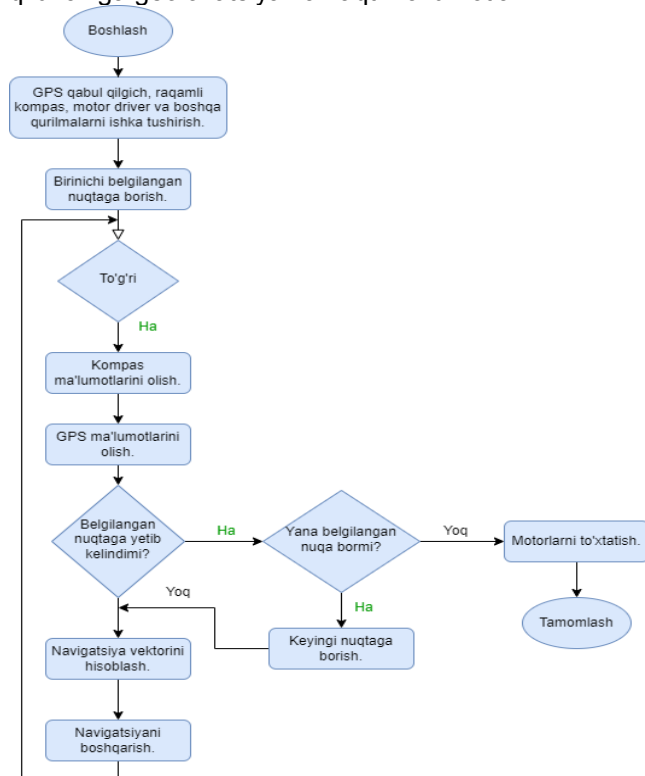 Boshlash
GPS qabul qilgich, raqamli
kompas, motor driver va boshqa
qurilmalarni ishka tushirish.
Birinichi belgilangan
nuqtaga borish.
To'g'ri
Ha
Kompas
ma'lumotlarini olish.
GPS ma'lumotlarini
olish.
Belgilangan
nuqtaga yetib
kelindimi?
Ha
Yana belgilangan
nuqa bormi?
Yoq
Motorlarni to'xtatish.
Tamomlash
Ha
Yoq
Keyingi nuqtaga
borish.
Navigatsiya vektorini
hisoblash.
Navigatsiyani
boshqarish.